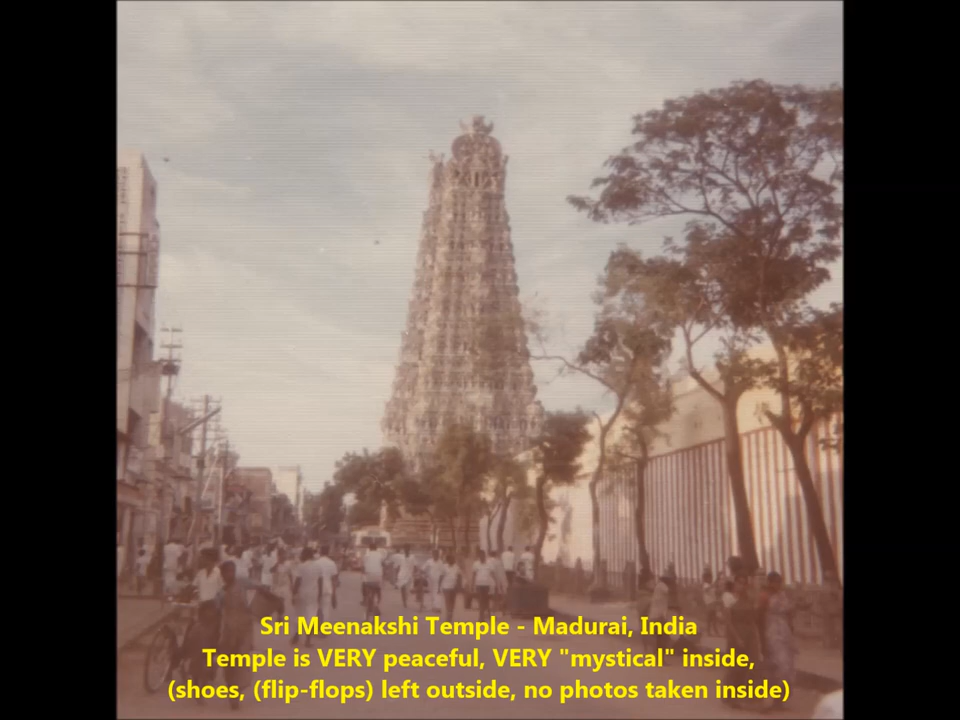 Sri Meenakshi Temple - Madurai, India
Temple is VERY peaceful, VERY "mystical" inside,
(shoes, (flip-flops) left outside, no photos taken inside)